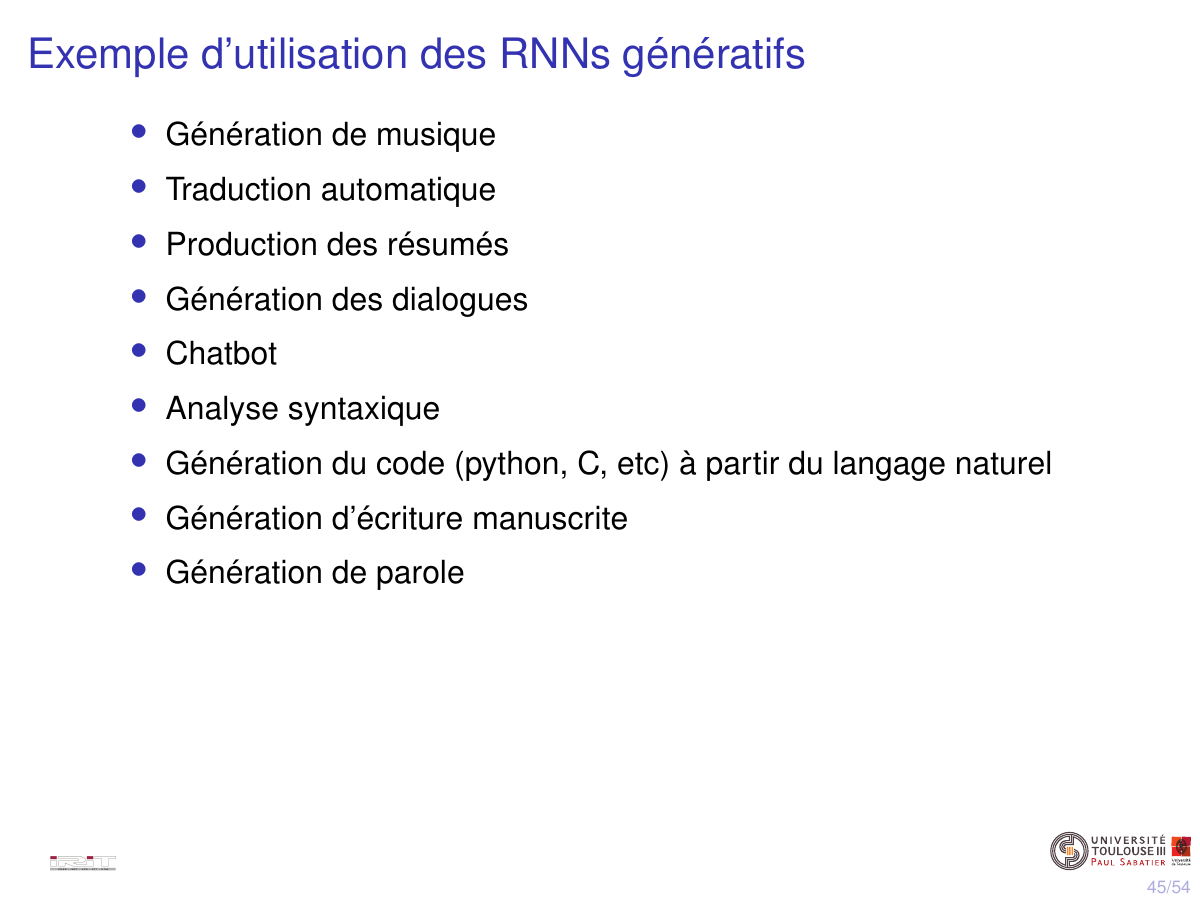 Exemple d'utilisation des RNNs génératifs
• Génération de musique
• Traduction automatique
• Production des résumés
• Génération des dialogues
• Chatbot
• Analyse syntaxique
• Génération du code (python, C, etc) à partir du langage naturel
• Génération d'écriture manuscrite
• Génération de parole
IRIT
UNIVERSITÉ
TOULOUSE III
PAUL SABATIER
45/54